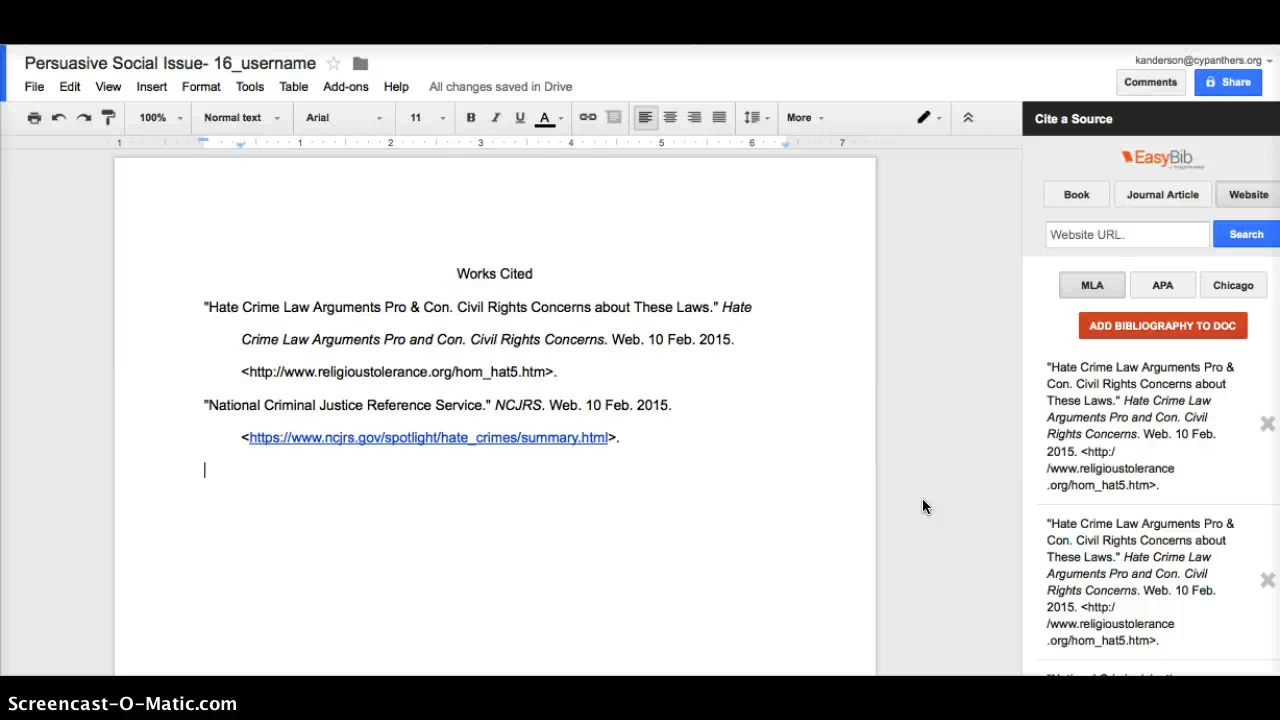 Persuasive Social Issue- 16_username
kanderson@cypanthers.org
File Edit View Insert Format Tools Table Add-ons Help All changes saved in Drive
Comments Share
100% Normal text Arial 11 B I U A More
Cite a Source
1 1 2 3 4 5 6 7
EasyBib
Book Journal Article Website
Website URL. Search
MLA APA Chicago
ADD BIBLIOGRAPHY TO DOC
Works Cited
"Hate Crime Law Arguments Pro & Con. Civil Rights Concerns about These Laws." Hate
Crime Law Arguments Pro and Con. Civil Rights Concerns. Web. 10 Feb. 2015.
<http://www.religioustolerance.org/hom_hat5.htm>.
"National Criminal Justice Reference Service." NCJRS. Web. 10 Feb. 2015.
<https://www.ncjrs.gov/spotlight/hate_crimes/summary.html>.
"Hate Crime Law Arguments Pro &
Con. Civil Rights Concerns about
These Laws." Hate Crime Law
Arguments Pro and Con. Civil
Rights Concerns. Web. 10 Feb.
2015. <http:/
/www.religioustolerance
.org/hom_hat5.htm>.
"Hate Crime Law Arguments Pro &
Con. Civil Rights Concerns about
These Laws." Hate Crime Law
Arguments Pro and Con. Civil
Rights Concerns. Web. 10 Feb.
2015. <http:/
/www.religioustolerance
.org/hom_hat5.htm>.
Screencast-O-Matic.com